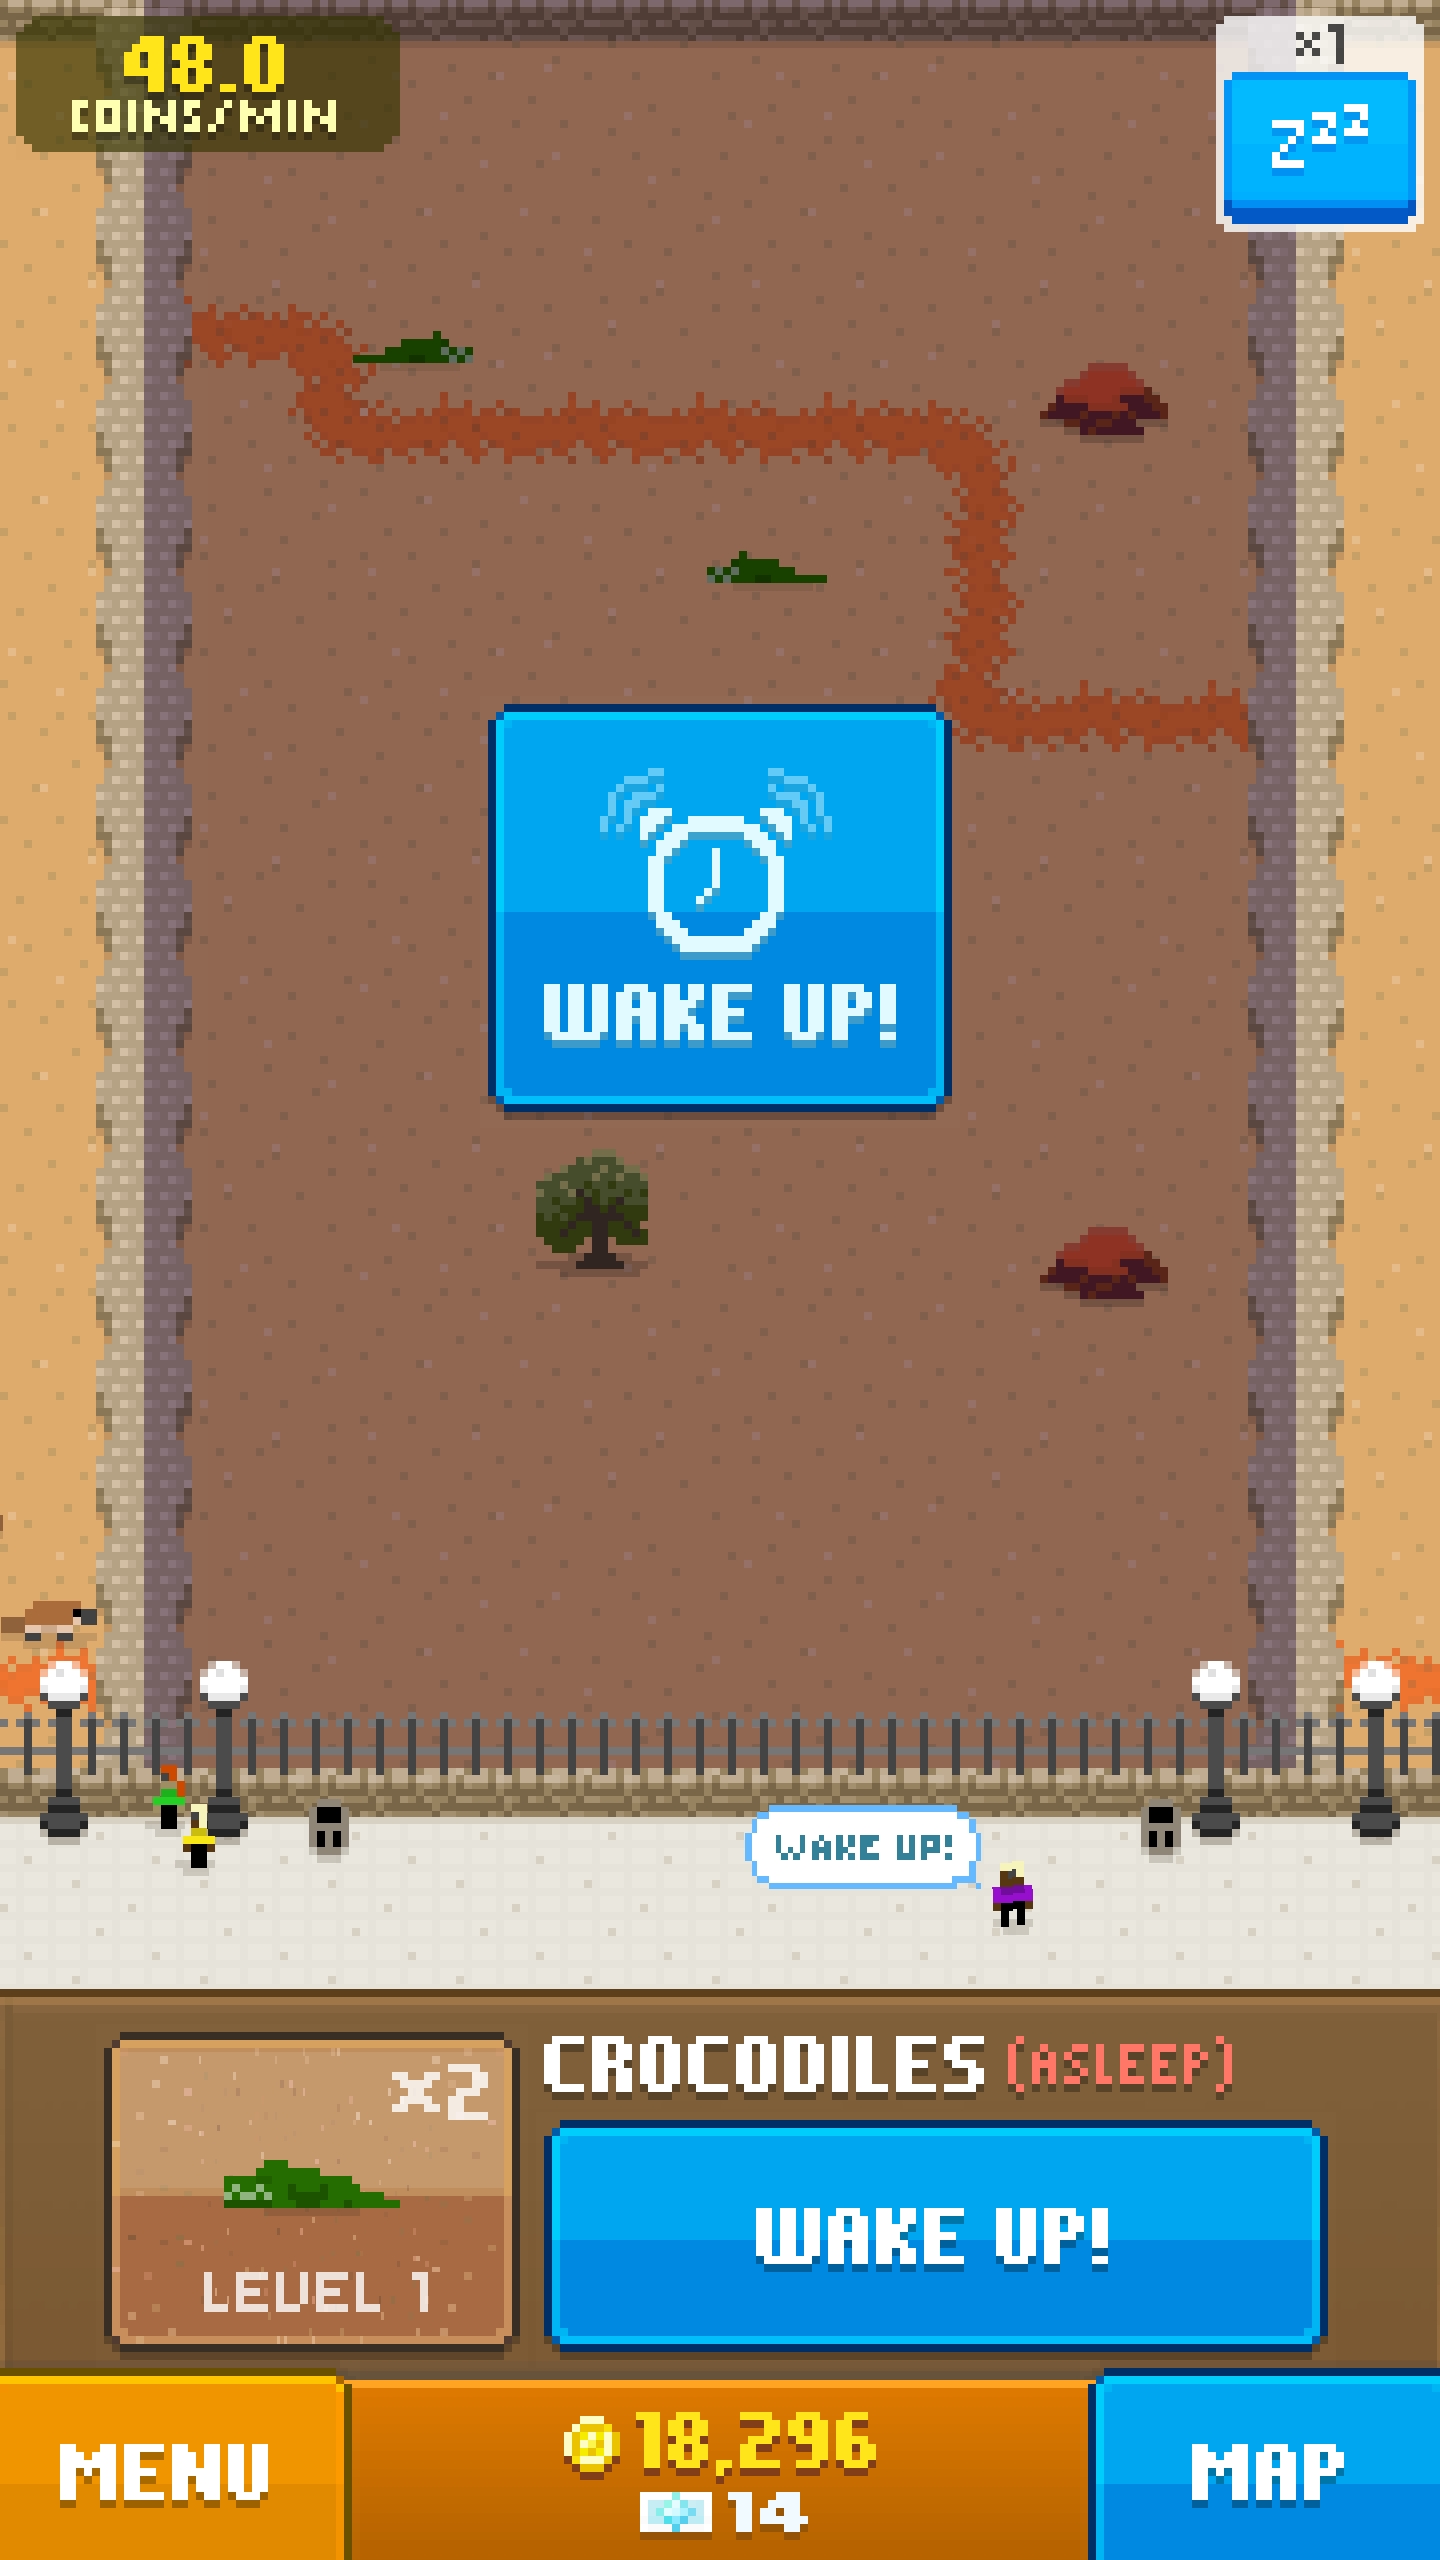 48.0
COINS/MIN
×1
zzz
WAKE UP!
WAKE UP!
×2
LEVEL 1
CROCODILES (ASLEEP)
WAKE UP!
MENU
18,296
14
MAP